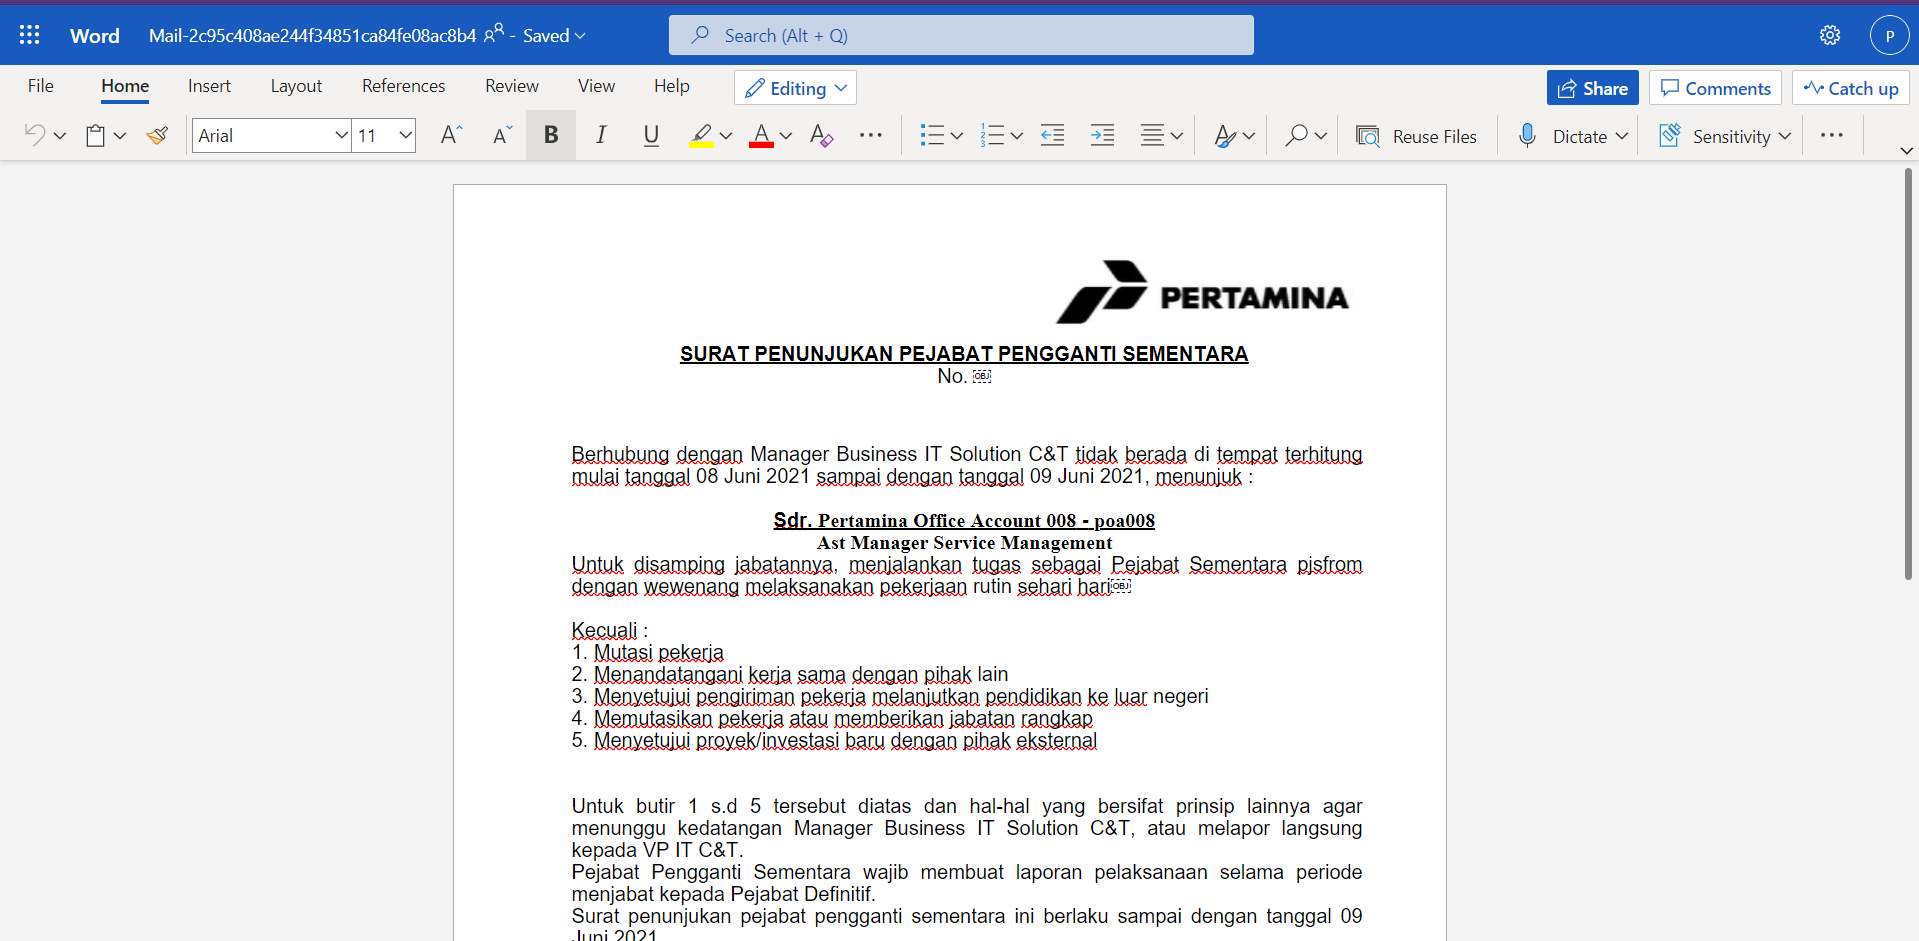 Word Mail-2c95c408ae244f34851ca84fe08ac8b4 - Saved Search (Alt + Q) P
File Home Insert Layout References Review View Help Editing Share Comments Catch up
Arial 11 A A B I U A A Reuse Files Dictate Sensitivity
PERTAMINA
SURAT PENUNJUKAN PEJABAT PENGGANTI SEMENTARA
No. OBJ
Berhubung dengan Manager Business IT Solution C&T tidak berada di tempat terhitung
mulai tanggal 08 Juni 2021 sampai dengan tanggal 09 Juni 2021, menunjuk :
Sdr. Pertamina Office Account 008 - poa008
Ast Manager Service Management
Untuk disamping jabatannya, menjalankan tugas sebagai Pejabat Sementara pjsfrom
dengan wewenang melaksanakan pekerjaan rutin sehari hari OBJ
Kecuali :
1. Mutasi pekerja
2. Menandatangani kerja sama dengan pihak lain
3. Menyetujui pengiriman pekerja melanjutkan pendidikan ke luar negeri
4. Memutasikan pekerja atau memberikan jabatan rangkap
5. Menyetujui proyek/investasi baru dengan pihak eksternal
Untuk butir 1 s.d 5 tersebut diatas dan hal-hal yang bersifat prinsip lainnya agar
menunggu kedatangan Manager Business IT Solution C&T, atau melapor langsung
kepada VP IT C&T.
Pejabat Pengganti Sementara wajib membuat laporan pelaksanaan selama periode
menjabat kepada Pejabat Definitif.
Surat penunjukan pejabat pengganti sementara ini berlaku sampai dengan tanggal 09
Juni 2021